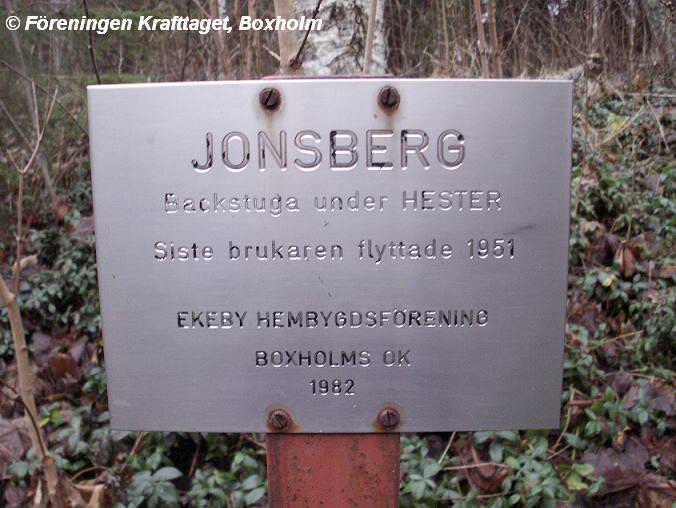 © Föreningen Krafttaget, Boxholm
JONSBERG
Backstuga under HESTER
Siste brukaren flyttade 1951
EKEBY HEMBYGDSFÖRENING
BOXHOLMS OK
1982